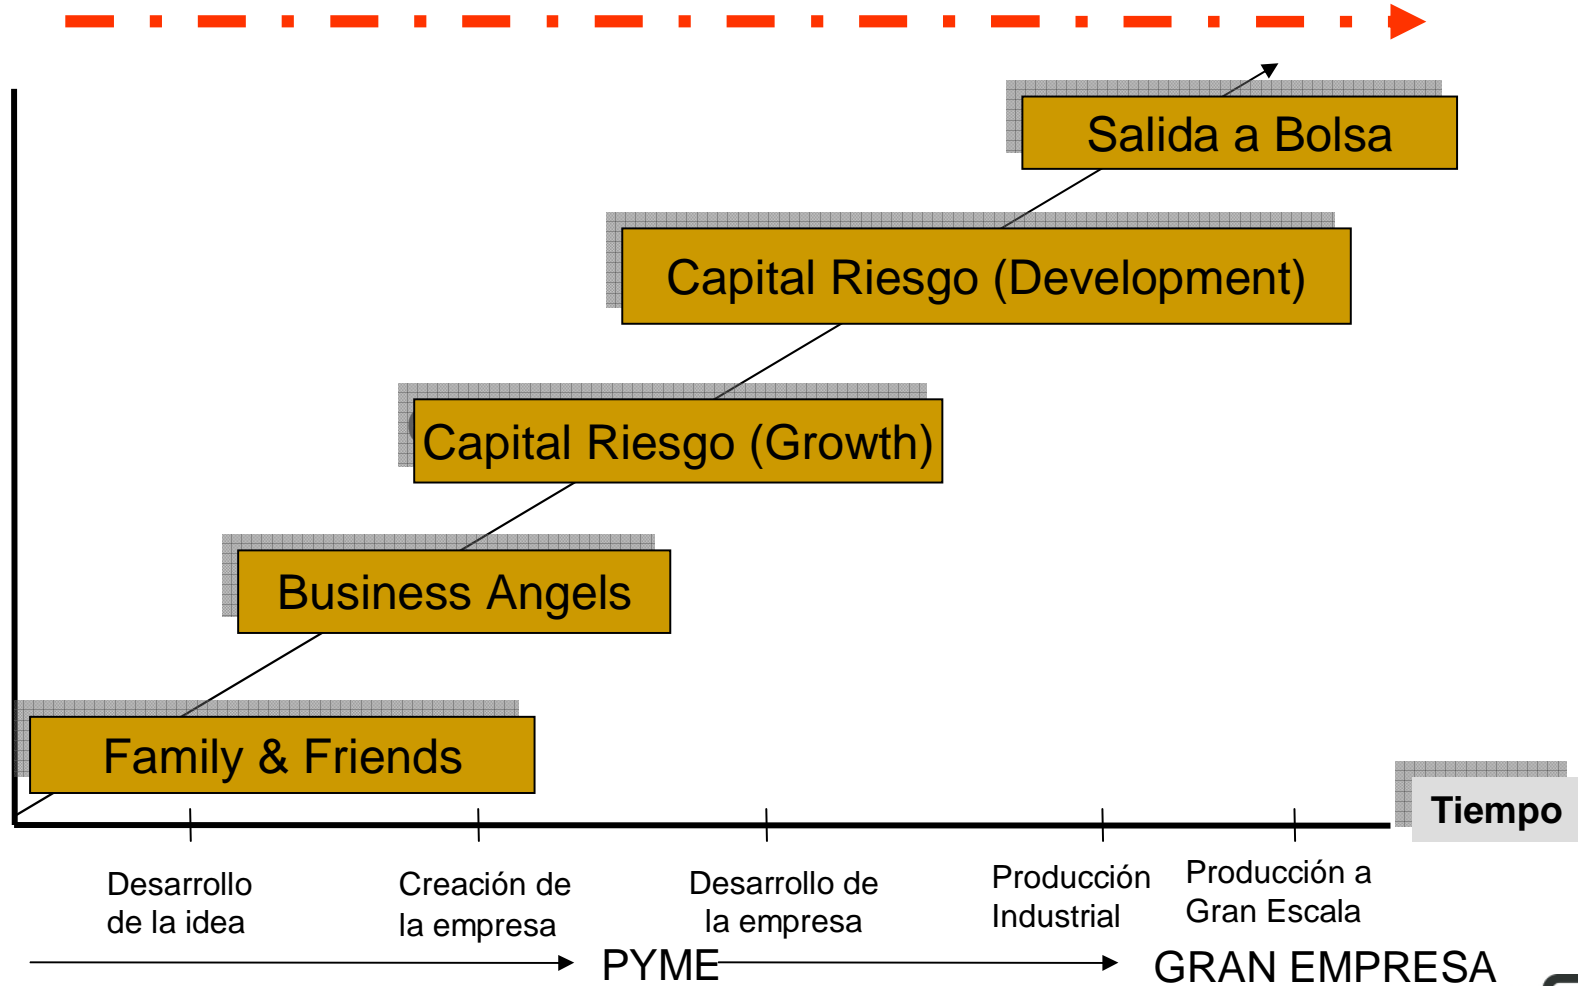 Salida a Bolsa
Capital Riesgo (Development)
Capital Riesgo (Growth)
Business Angels
Family & Friends
Tiempo
Desarrollo
de la idea
Creación de
la empresa
Desarrollo de
la empresa
Producción
Industrial
Producción a
Gran Escala
PYME
GRAN EMPRESA